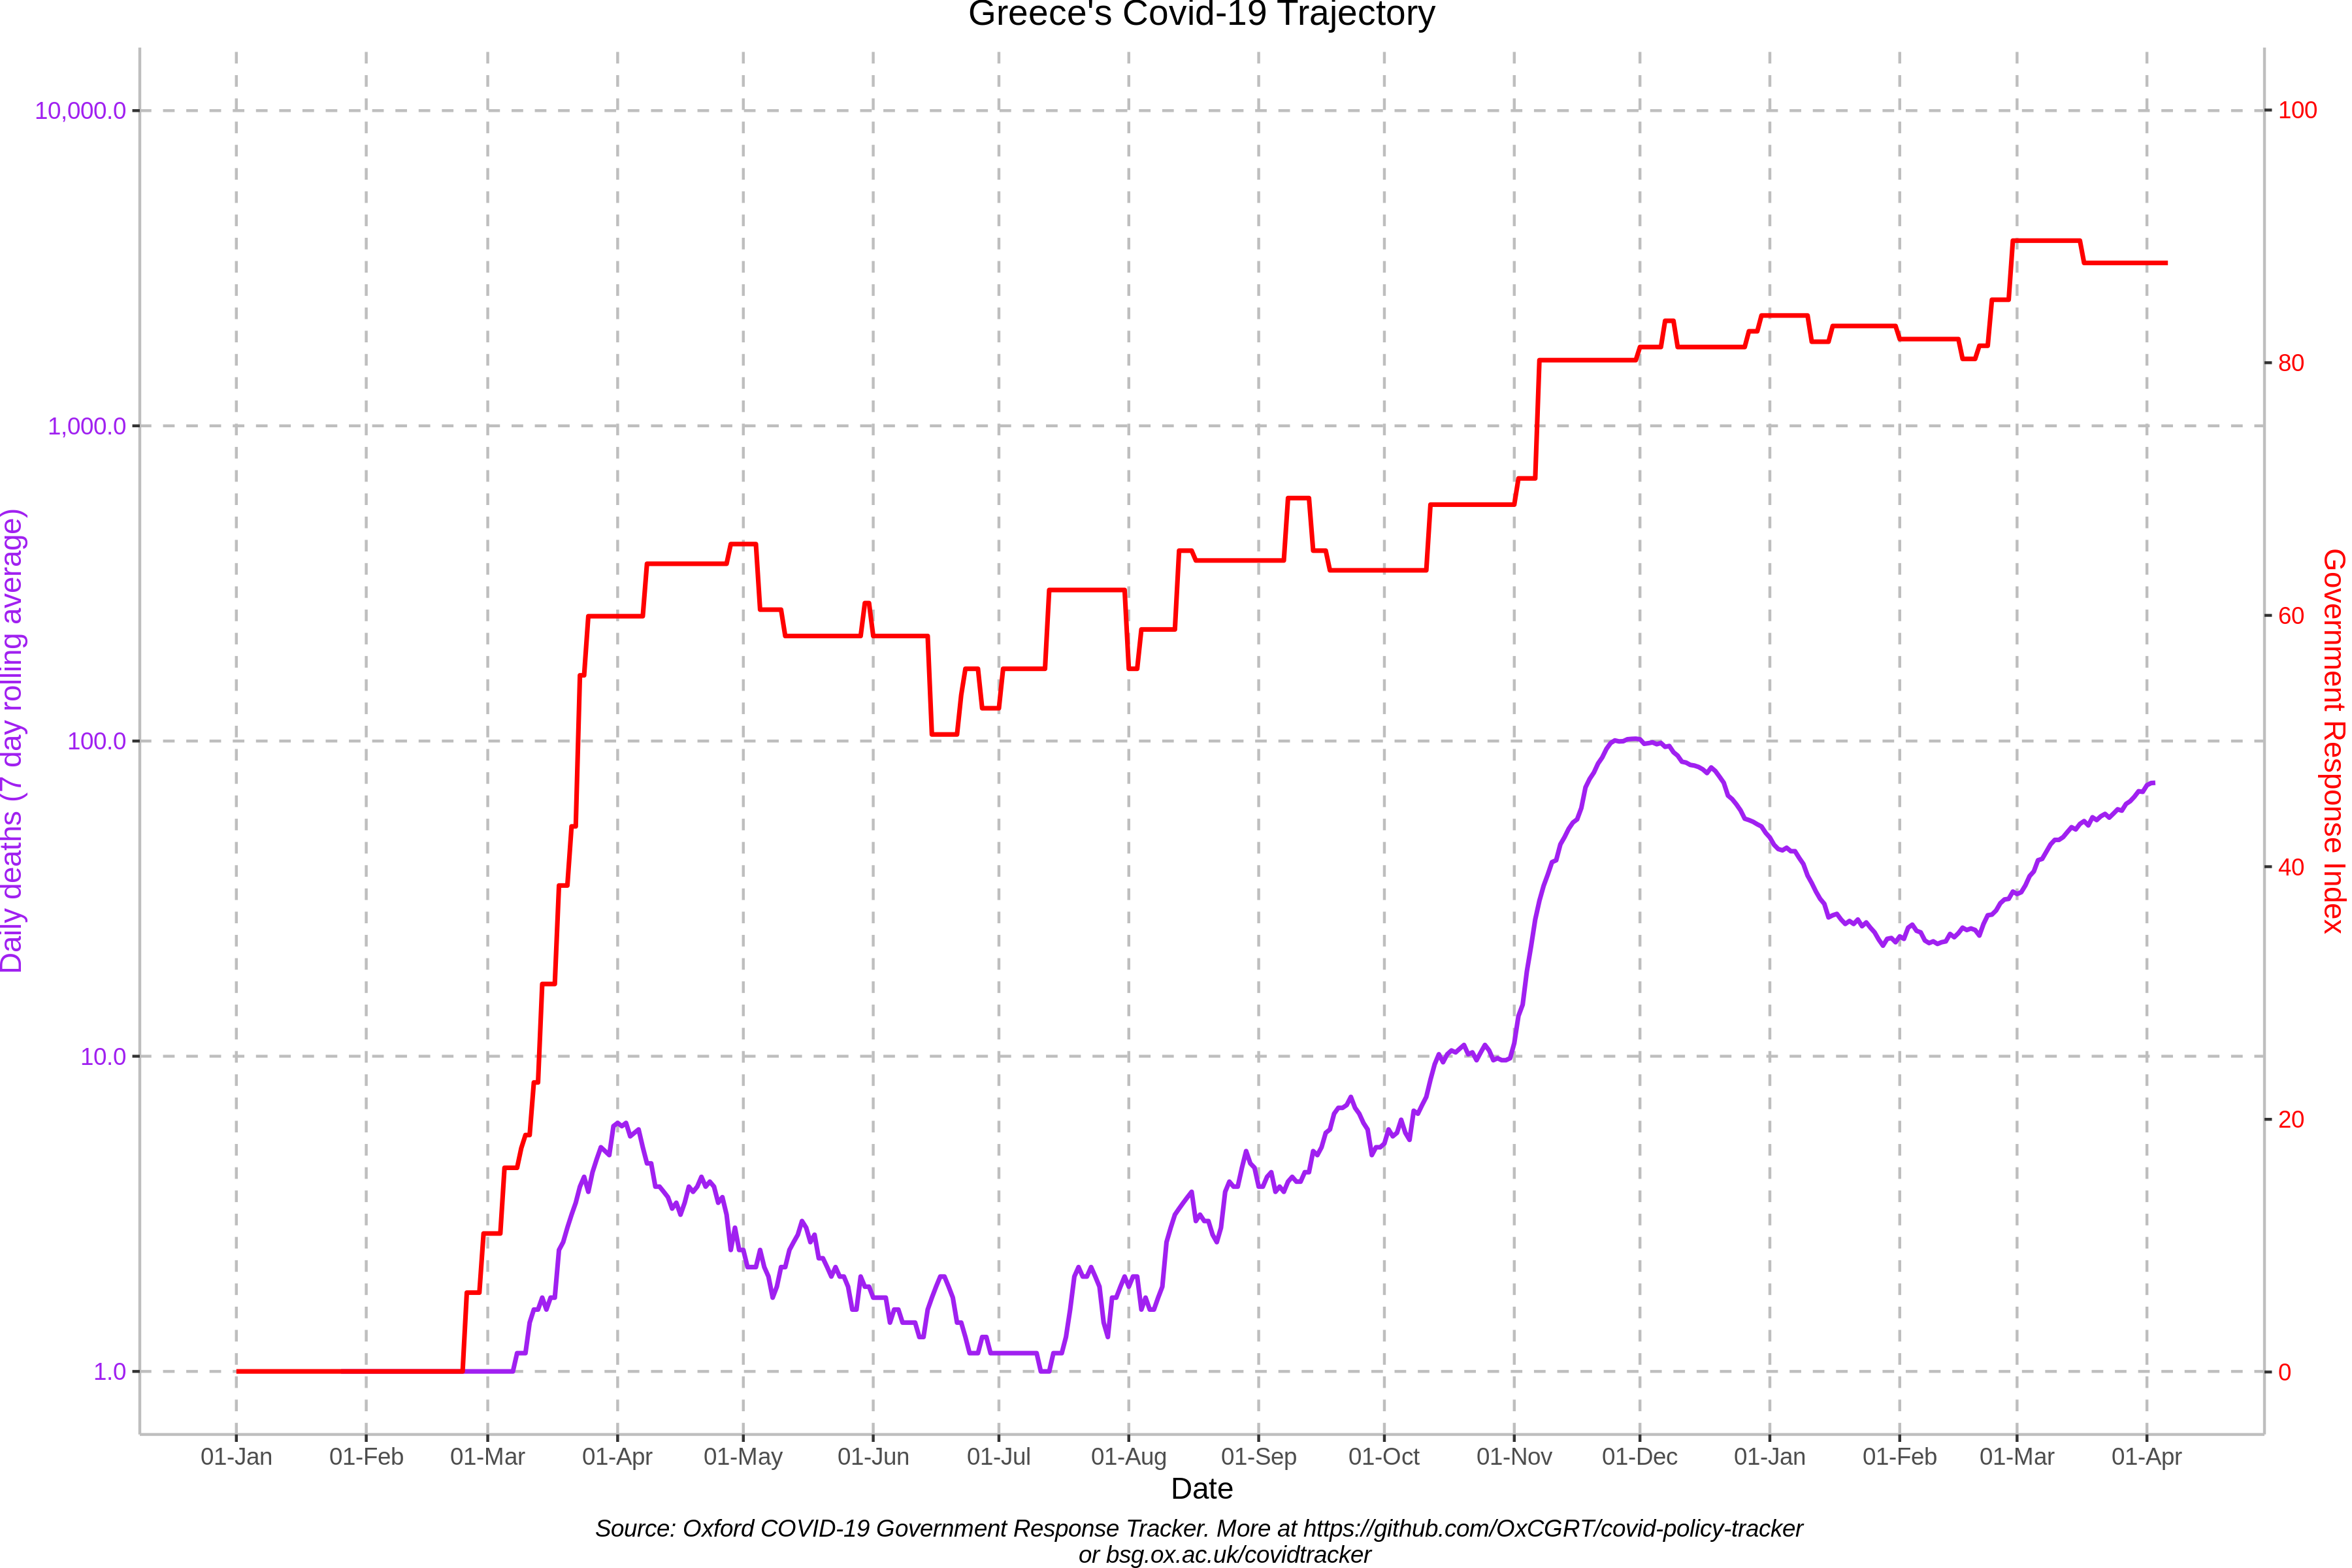 Greece's Covid-19 Trajectory
10,000.0
1,000.0
100.0
10.0
1.0
Daily deaths (7 day rolling average)
100
80
60
40
20
0
Government Response Index
01-Jan
01-Feb
01-Mar
01-Apr
01-May
01-Jun
01-Jul
01-Aug
01-Sep
01-Oct
01-Nov
01-Dec
01-Jan
01-Feb
01-Mar
01-Apr
Date
Source: Oxford COVID-19 Government Response Tracker. More at https://github.com/OxCGRT/covid-policy-tracker
or bsg.ox.ac.uk/covidtracker